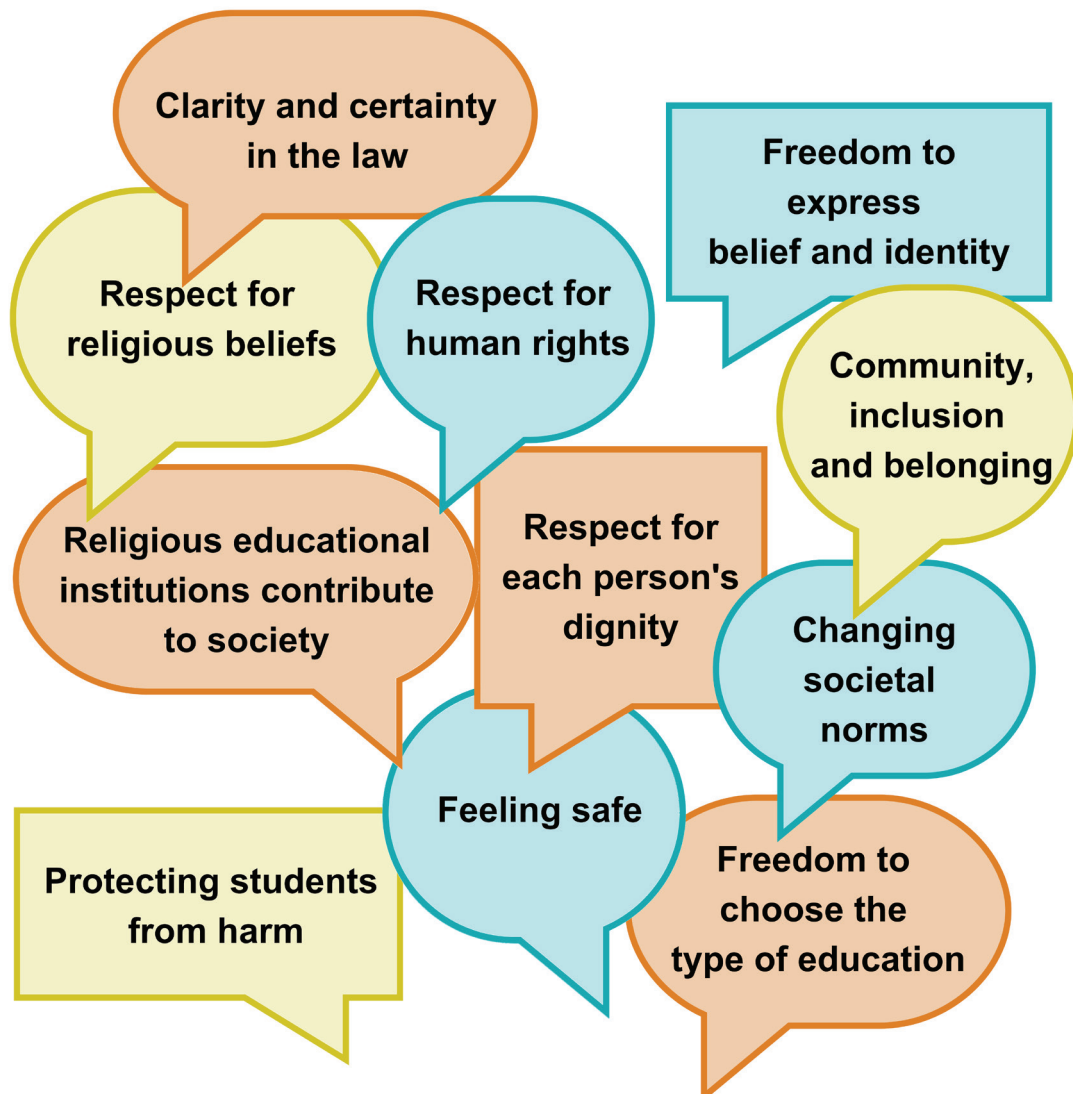 Clarity and certainty
in the law
Freedom to
express
belief and identity
Respect for
religious beliefs
Respect for
human rights
Community,
inclusion
and belonging
Religious educational
institutions contribute
to society
Respect for
each person's
dignity
Changing
societal
norms
Feeling safe
Protecting students
from harm
Freedom to
choose the
type of education